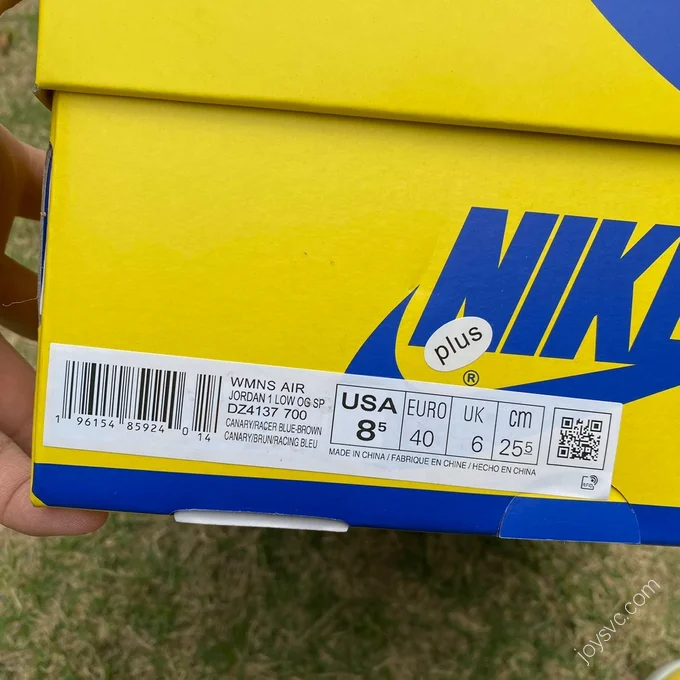 NIKE
®
plus
WMNS AIR
JORDAN 1 LOW OG SP
DZ4137 700
CANARY/RACER BLUE-BROWN
CANARY/BRUN/RACING BLEU
1 96154 85924 0 14
USA
8⁵
EURO
40
UK
6
cm
25⁵
MADE IN CHINA / FABRIQUE EN CHINE / HECHO EN CHINA
joysvc.com